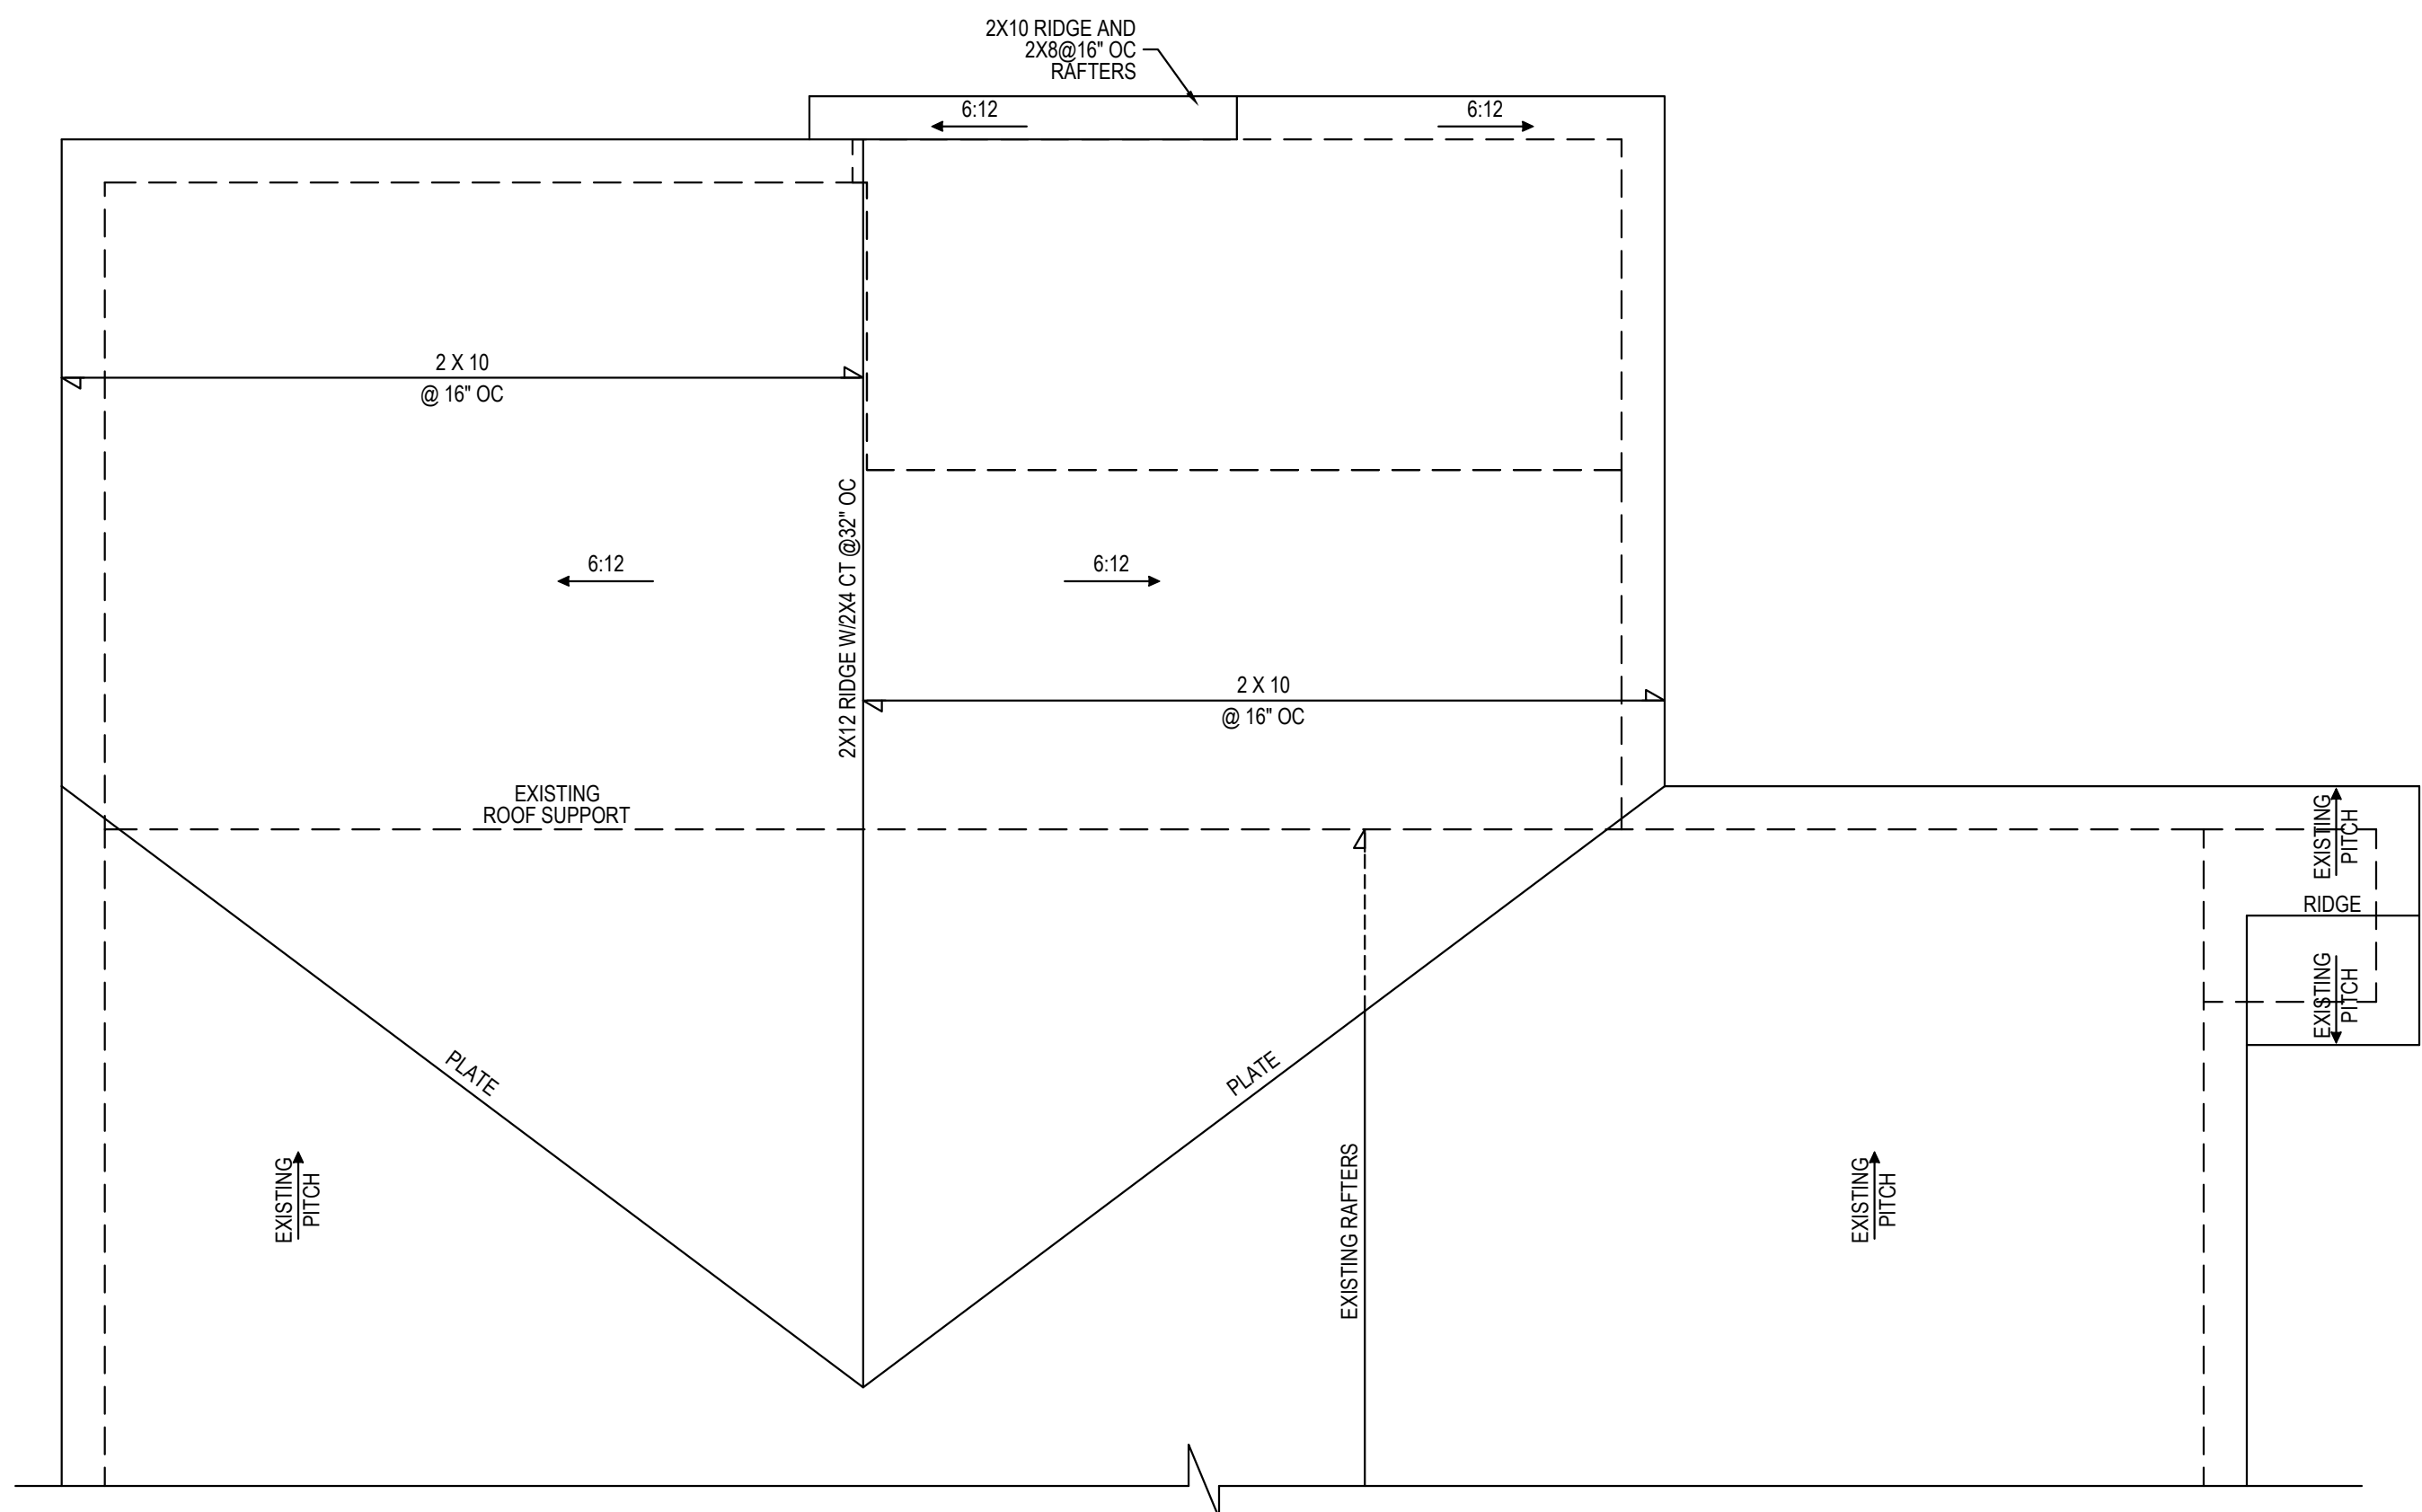 2X10 RIDGE AND
2X8@16" OC
RAFTERS
6:12
6:12
2 X 10
@ 16" OC
2X12 RIDGE W/2X4 CT @32" OC
6:12
6:12
2 X 10
@ 16" OC
EXISTING
ROOF SUPPORT
EXISTING
PITCH
RIDGE
EXISTING
PITCH
PLATE
PLATE
EXISTING
PITCH
EXISTING RAFTERS
EXISTING
PITCH